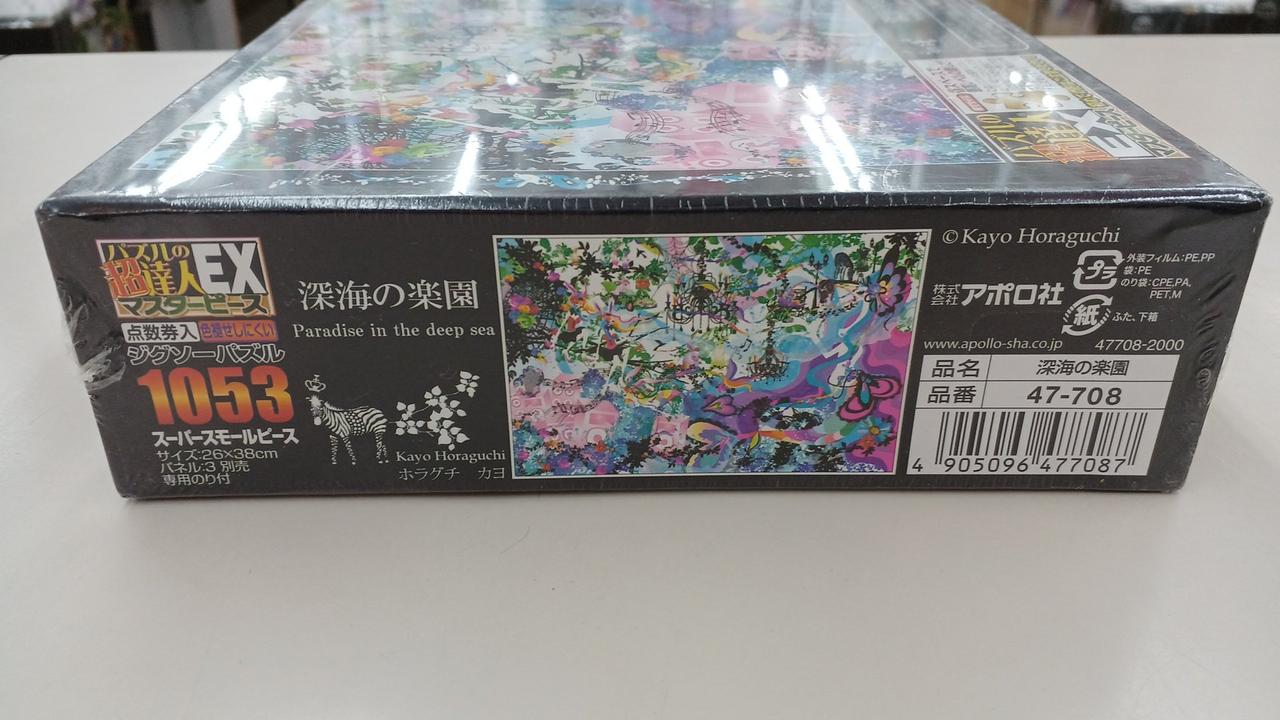 パズルの
超達人EX
マスターピース
点数券入 色褪せしにくい
ジグソーパズル
1053
スーパースモールピース
サイズ:26×38cm
パネル:3 別売
専用のり付
深海の楽園
Paradise in the deep sea
Kayo Horaguchi
ホラグチ カヨ
©Kayo Horaguchi
株式会社 アポロ社
プラ
外装フィルム:PE,PP
袋:PE
のり袋:CPE,PA,
PET,M
紙
ふた、下箱
www.apollo-sha.co.jp 47708-2000
品名 深海の楽園
品番 47-708
4 905096 477087
EX